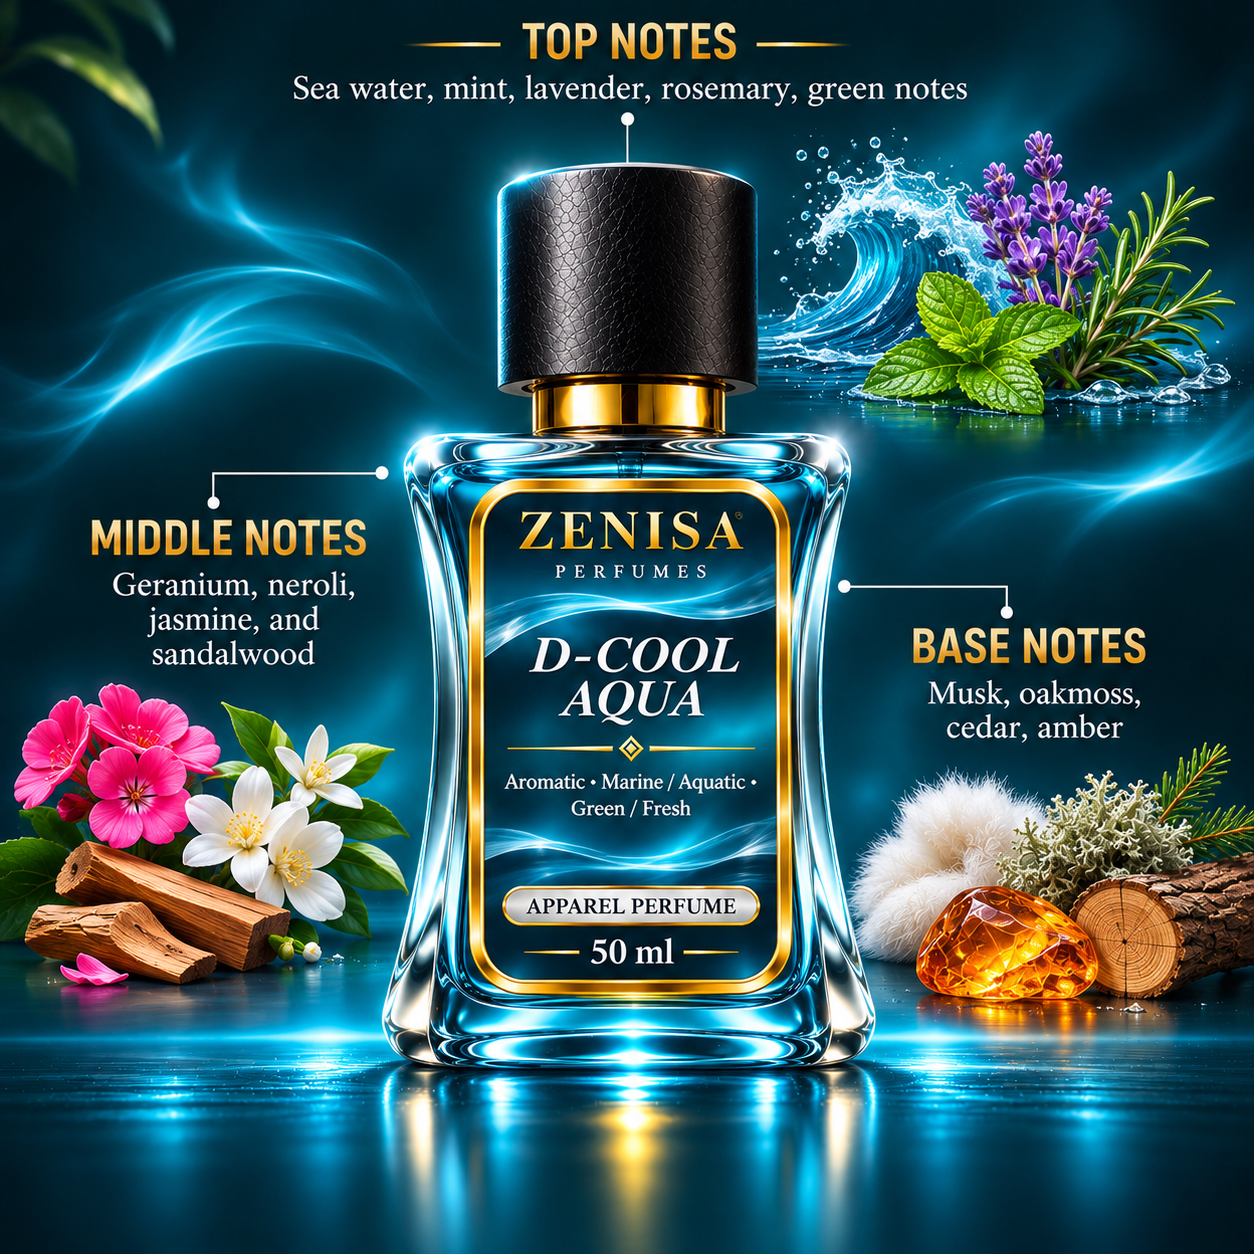 TOP NOTES
Sea water, mint, lavender, rosemary, green notes
MIDDLE NOTES
Geranium, neroli,
jasmine, and
sandalwood
ZENISA®
PERFUMES
D-COOL
AQUA
Aromatic • Marine / Aquatic •
Green / Fresh
APPAREL PERFUME
50 ml
BASE NOTES
Musk, oakmoss,
cedar, amber